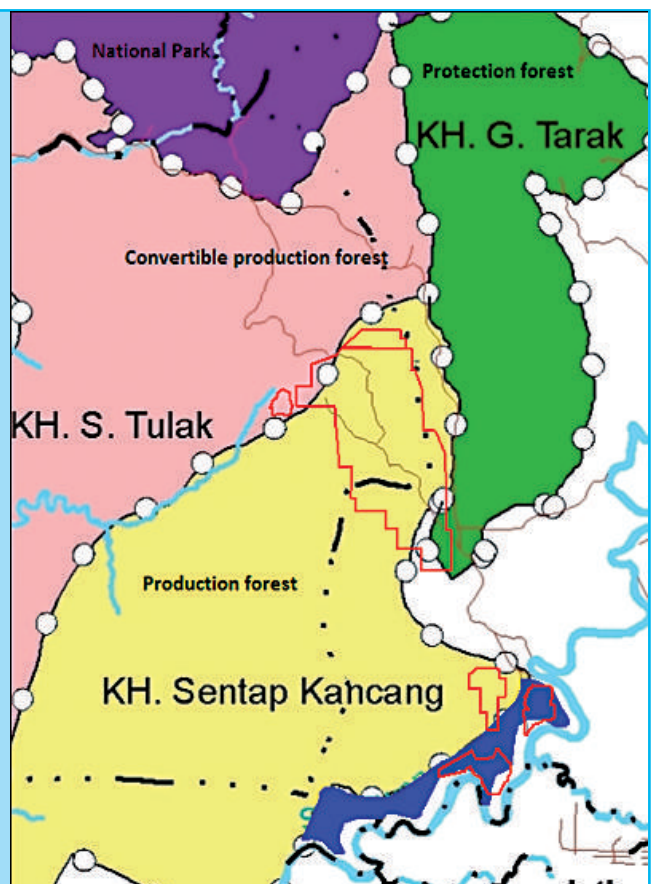 National Park
Protection forest
KH. G. Tarak
Convertible production forest
KH. S. Tulak
Production forest
KH. Sentap Kancang